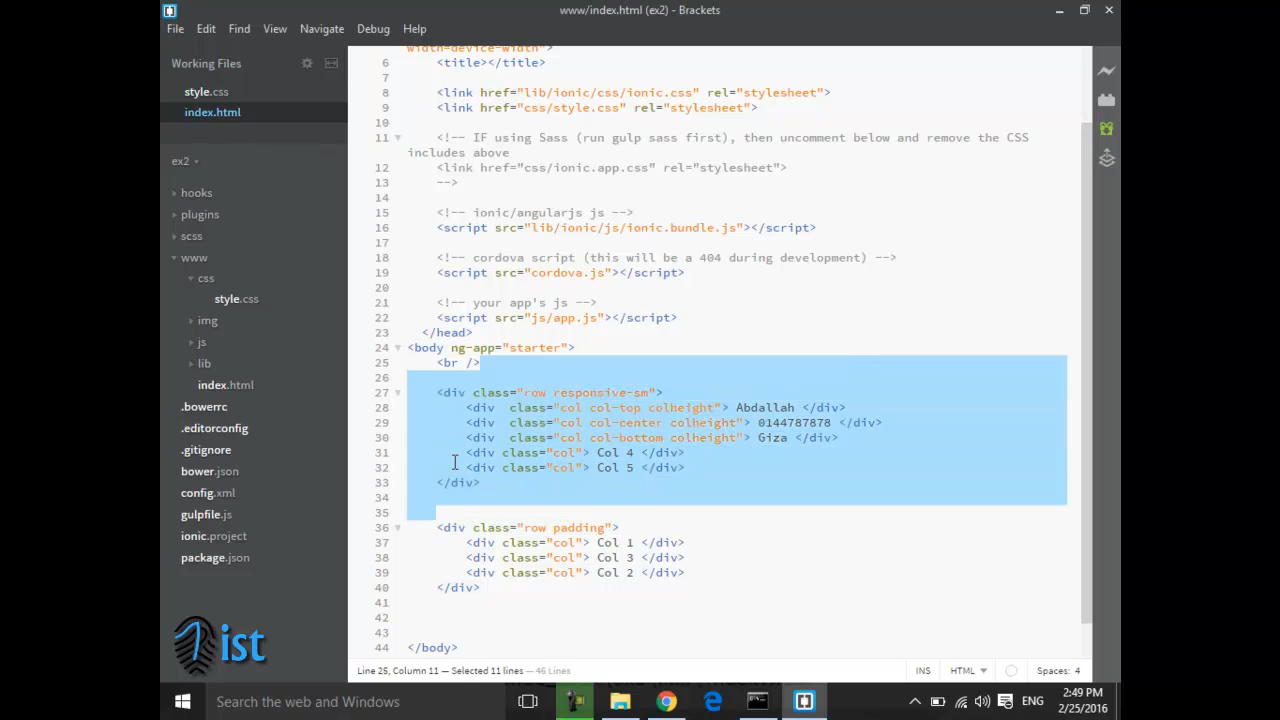 www/index.html (ex2) - Brackets
File Edit Find View Navigate Debug Help
Working Files
style.css
index.html
ex2
hooks
plugins
scss
www
css
style.css
img
js
lib
index.html
.bowerrc
.editorconfig
.gitignore
bower.json
config.xml
gulpfile.js
ionic.project
package.json
ist
width=device-width">
6 <title></title>
7
8 <link href="lib/ionic/css/ionic.css" rel="stylesheet">
9 <link href="css/style.css" rel="stylesheet">
10
11 <!-- IF using Sass (run gulp sass first), then uncomment below and remove the CSS
includes above
12 <link href="css/ionic.app.css" rel="stylesheet">
13 -->
14
15 <!-- ionic/angularjs js -->
16 <script src="lib/ionic/js/ionic.bundle.js"></script>
17
18 <!-- cordova script (this will be a 404 during development) -->
19 <script src="cordova.js"></script>
20
21 <!-- your app's js -->
22 <script src="js/app.js"></script>
23 </head>
24 <body ng-app="starter">
25 <br />
26
27 <div class="row responsive-sm">
28 <div  class="col col-top colheight"> Abdallah </div>
29 <div  class="col col-center colheight"> 0144787878 </div>
30 <div  class="col col-bottom colheight"> Giza </div>
31 <div class="col"> Col 4 </div>
32 <div class="col"> Col 5 </div>
33 </div>
34
35
36 <div class="row padding">
37 <div class="col"> Col 1 </div>
38 <div class="col"> Col 3 </div>
39 <div class="col"> Col 2 </div>
40 </div>
41
42
43
44 </body>
Line 25, Column 11 — Selected 11 lines — 46 Lines
INS HTML Spaces: 4
Search the web and Windows
ENG
2:49 PM
2/25/2016